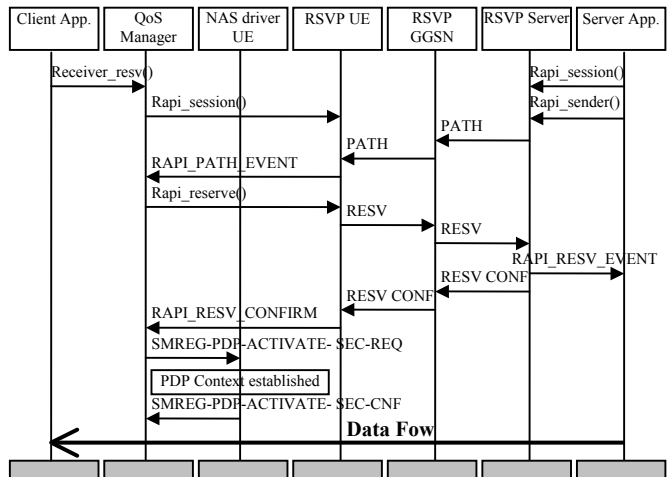 Client App.
QoS
Manager
NAS driver
UE
RSVP UE
RSVP
GGSN
RSVP Server
Server App.
Receiver_resv()
Rapi_session()
Rapi_session()
Rapi_sender()
PATH
PATH
RAPI_PATH_EVENT
Rapi_reserve()
RESV
RESV
RAPI_RESV_EVENT
RESV CONF
RESV CONF
RAPI_RESV_CONFIRM
SMREG-PDP-ACTIVATE- SEC-REQ
PDP Context established
SMREG-PDP-ACTIVATE- SEC-CNF
Data Fow